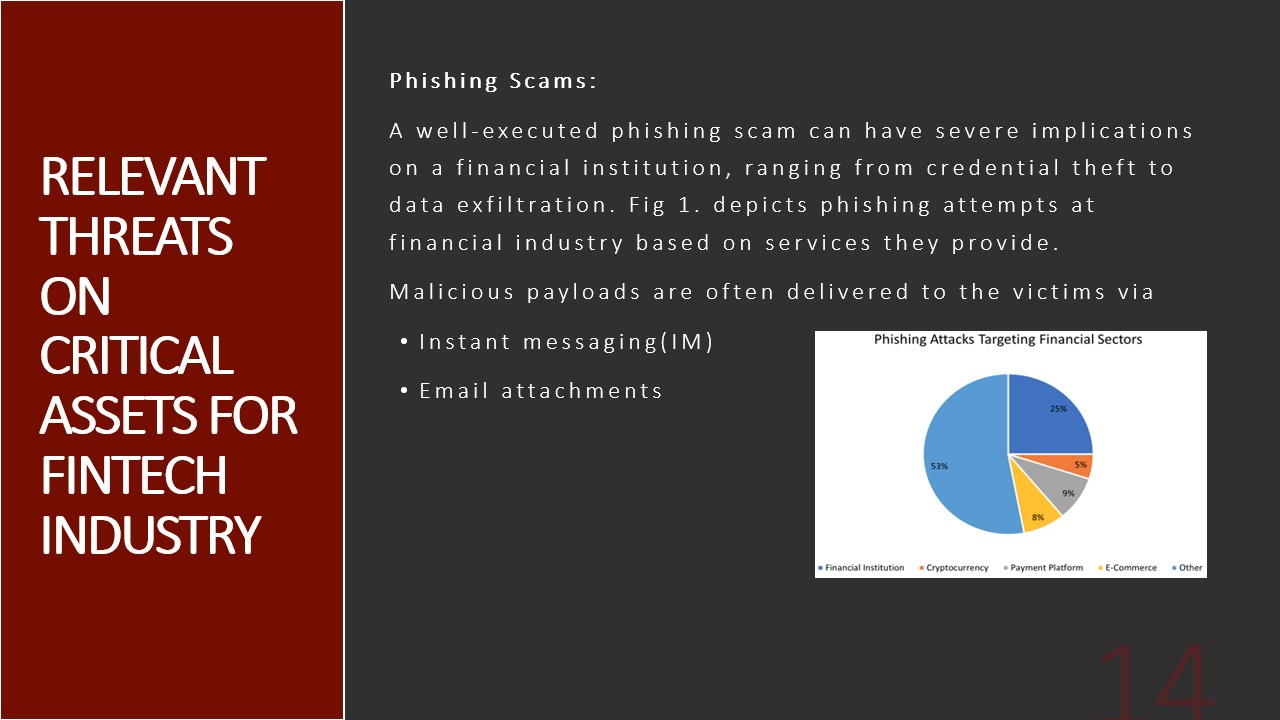 RELEVANT
THREATS
ON
CRITICAL
ASSETS FOR
FINTECH
INDUSTRY
Phishing Scams:
A well-executed phishing scam can have severe implications
on a financial institution, ranging from credential theft to
data exfiltration. Fig 1. depicts phishing attempts at
financial industry based on services they provide.
Malicious payloads are often delivered to the victims via
• Instant messaging(IM)
• Email attachments
Phishing Attacks Targeting Financial Sectors
25%
5%
9%
8%
53%
Financial Institution Cryptocurrency Payment Platform E-Commerce Other
14